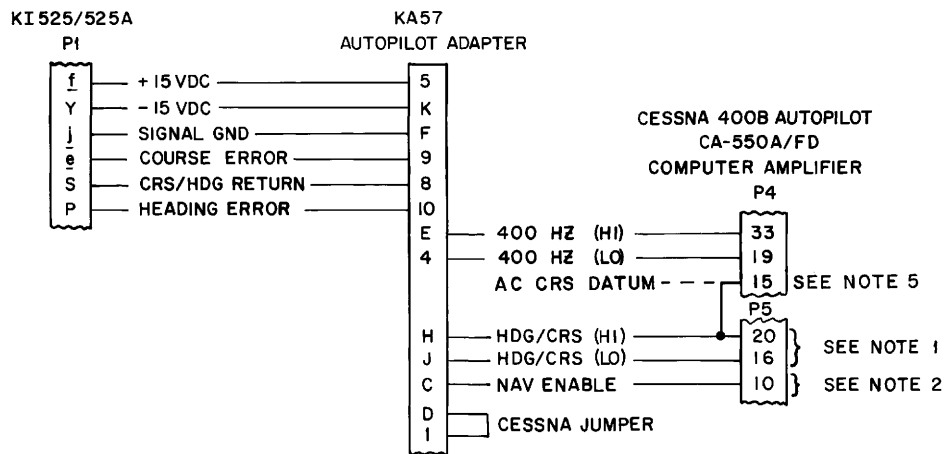 KI525/525A
P1
KA57
AUTOPILOT ADAPTER
CESSNA 400B AUTOPILOT
CA-550A/FD
COMPUTER AMPLIFIER
P4
f +15 VDC 5
Y -15 VDC K
j SIGNAL GND F
e COURSE ERROR 9
S CRS/HDG RETURN 8
P HEADING ERROR 10
E 400 HZ (HI) 33
4 400 HZ (LO) 19
AC CRS DATUM 15 SEE NOTE 5
P5
H HDG/CRS (HI) 20
J HDG/CRS (LO) 16
SEE NOTE 1
C NAV ENABLE 10 SEE NOTE 2
D
1
CESSNA JUMPER